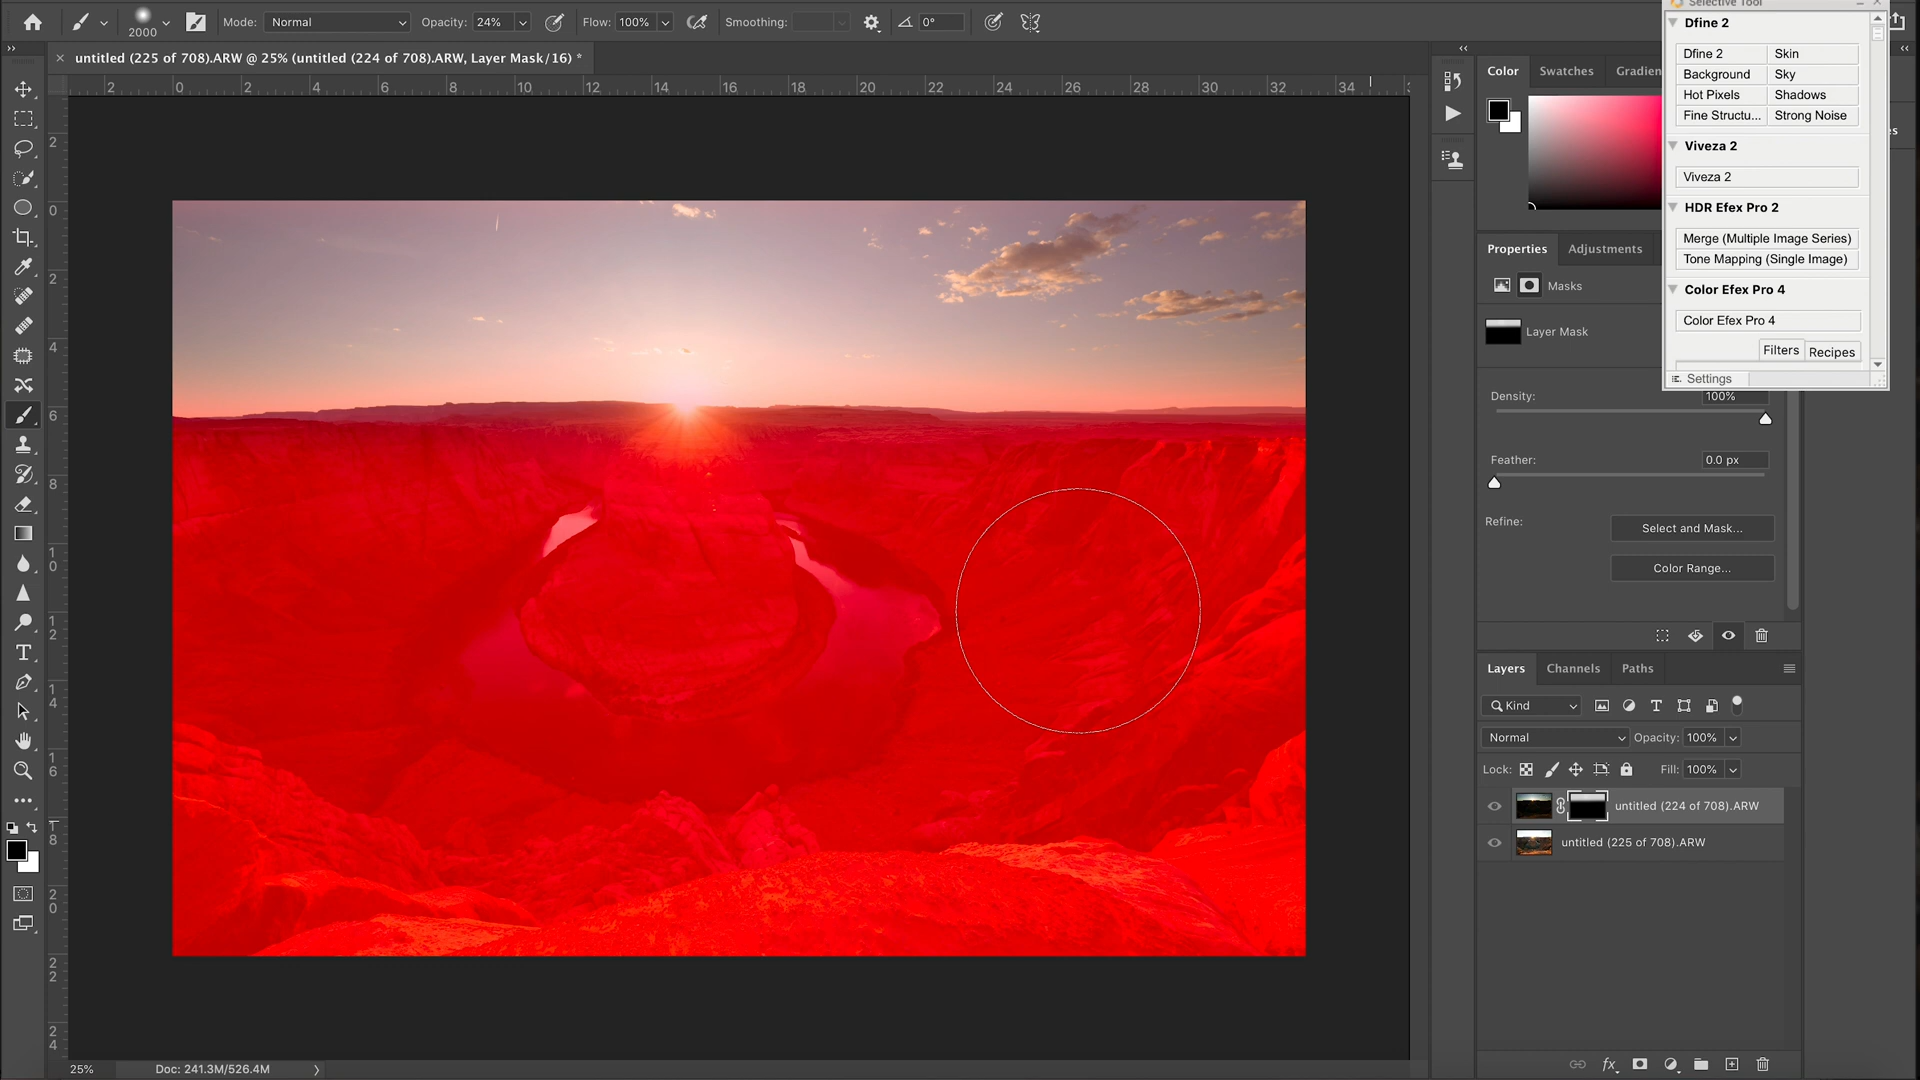 2000
Mode: Normal
Opacity: 24%
Flow: 100%
Smoothing:
0°
untitled (225 of 708).ARW @ 25% (untitled (224 of 708).ARW, Layer Mask/16) *
2 0 2 4 6 8 10 12 14 16 18 20 22 24 26 28 30 32 34
2
0
2
4
6
8
10
12
14
16
18
20
22
24
25%
Doc: 241.3M/526.4M
Color
Swatches
Gradien
Selective Tool
Dfine 2
Dfine 2
Skin
Background
Sky
Hot Pixels
Shadows
Fine Structu...
Strong Noise
Viveza 2
Viveza 2
HDR Efex Pro 2
Merge (Multiple Image Series)
Tone Mapping (Single Image)
Color Efex Pro 4
Color Efex Pro 4
Filters
Recipes
Settings
Properties
Adjustments
Masks
Layer Mask
Density:
100%
Feather:
0.0 px
Refine:
Select and Mask...
Color Range...
Layers
Channels
Paths
Kind
Normal
Opacity: 100%
Lock:
Fill: 100%
untitled (224 of 708).ARW
untitled (225 of 708).ARW
fx